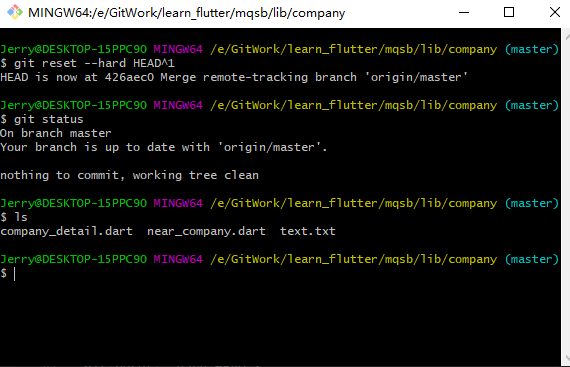 MINGW64:/e/GitWork/learn_flutter/mqsb/lib/company
Jerry@DESKTOP-15PPC90 MINGW64 /e/GitWork/learn_flutter/mqsb/lib/company (master)
$ git reset --hard HEAD^1
HEAD is now at 426aec0 Merge remote-tracking branch 'origin/master'
Jerry@DESKTOP-15PPC90 MINGW64 /e/GitWork/learn_flutter/mqsb/lib/company (master)
$ git status
On branch master
Your branch is up to date with 'origin/master'.
nothing to commit, working tree clean
Jerry@DESKTOP-15PPC90 MINGW64 /e/GitWork/learn_flutter/mqsb/lib/company (master)
$ ls
company_detail.dart  near_company.dart  text.txt
Jerry@DESKTOP-15PPC90 MINGW64 /e/GitWork/learn_flutter/mqsb/lib/company (master)
$